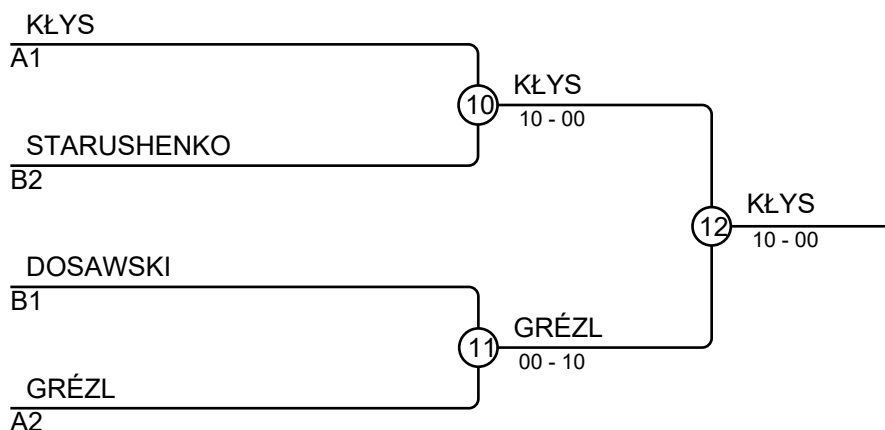 KŁYS
A1
10
KŁYS
10 - 00
STARUSHENKO
B2
12
KŁYS
10 - 00
DOSAWSKI
B1
11
GRÉZL
00 - 10
GRÉZL
A2